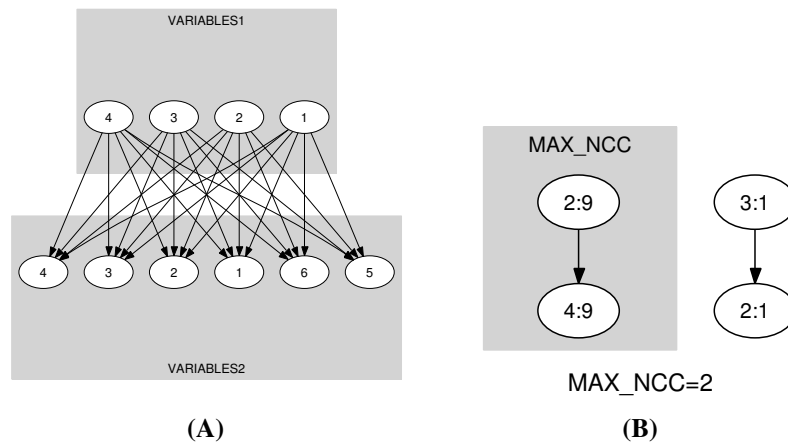 VARIABLES1
4 3 2 1
4 3 2 1 6 5
VARIABLES2
(A)
MAX_NCC
2:9 3:1
4:9 2:1
MAX_NCC=2
(B)